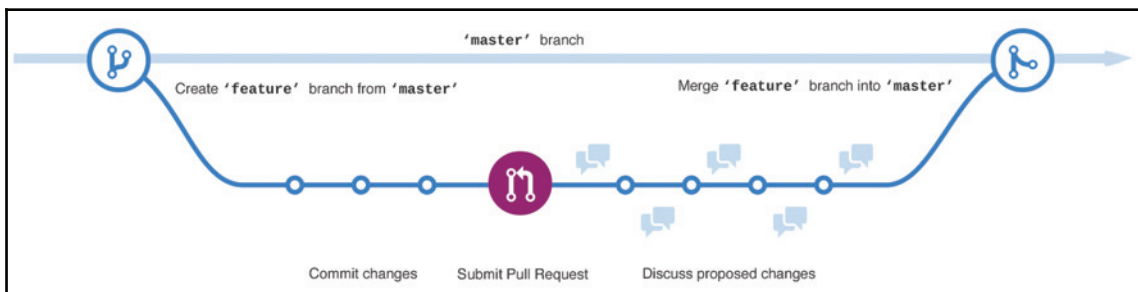 ‘master’ branch
Create ‘feature’ branch from ‘master’
Merge ‘feature’ branch into ‘master’
Commit changes
Submit Pull Request
Discuss proposed changes